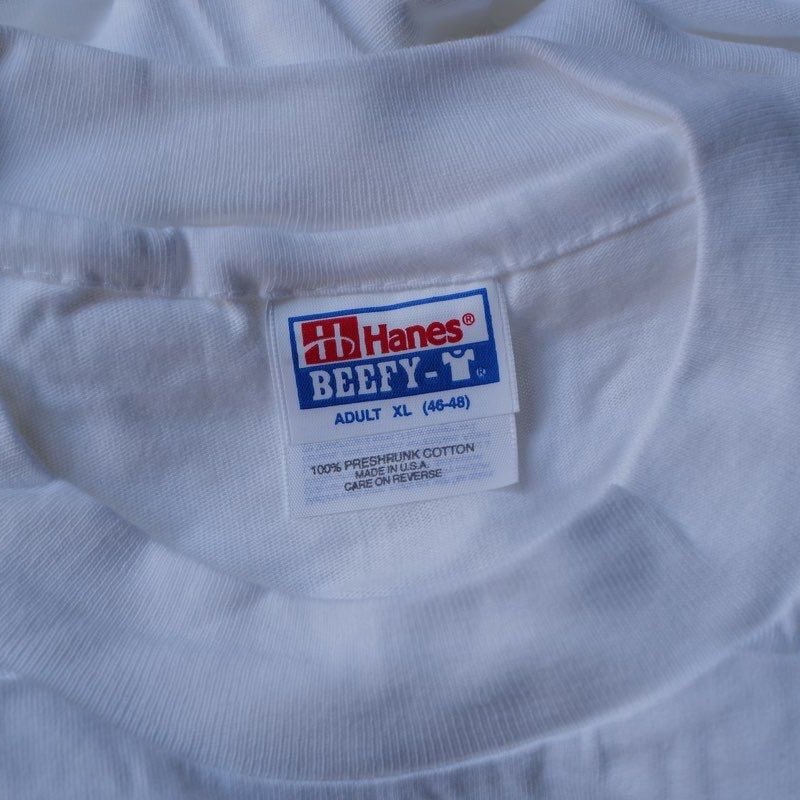 Hanes®
BEEFY-T®
ADULT XL (46-48)
100% PRESHRUNK COTTON
MADE IN U.S.A.
CARE ON REVERSE